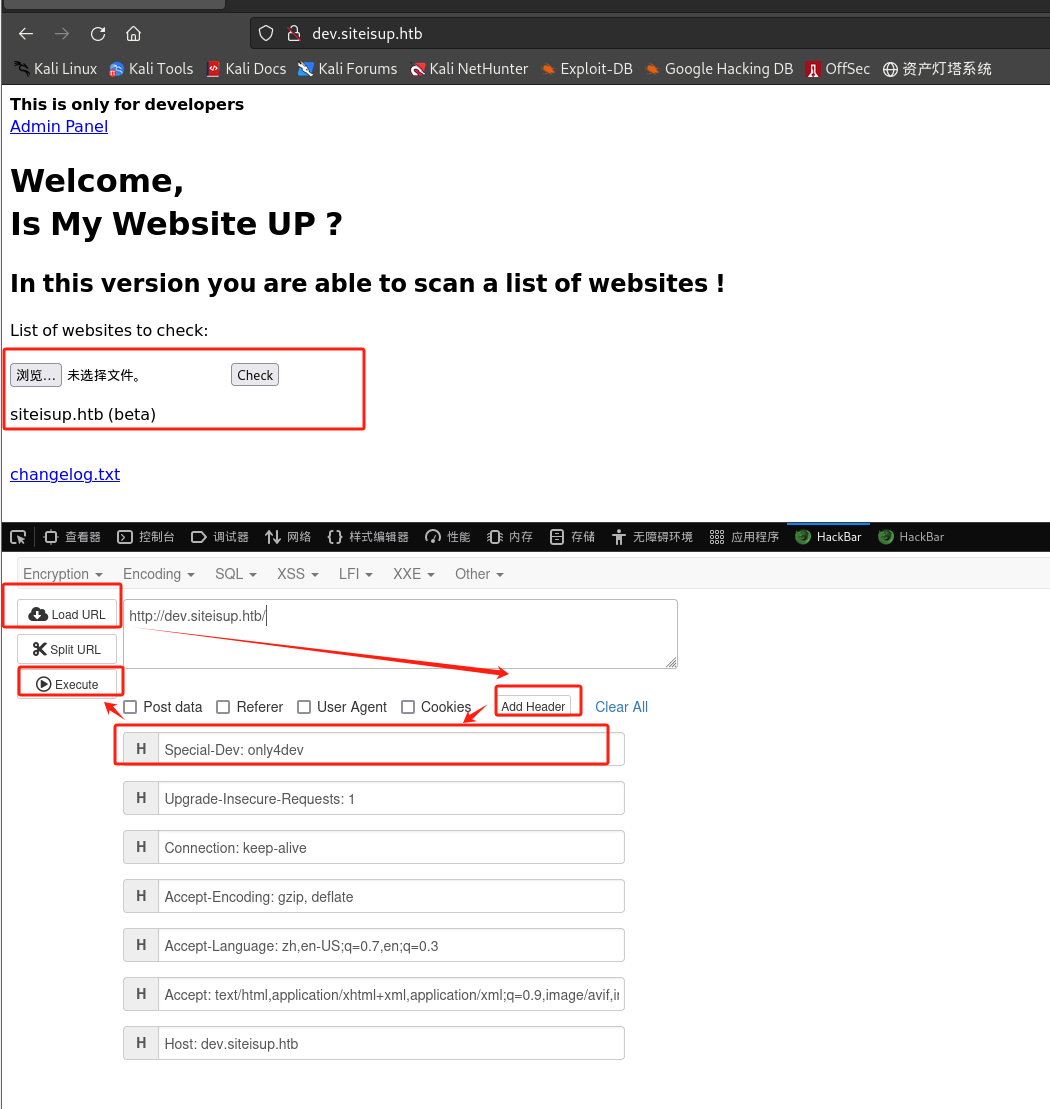 dev.siteisup.htb
Kali Linux Kali Tools Kali Docs Kali Forums Kali NetHunter Exploit-DB Google Hacking DB OffSec 资产灯塔系统
This is only for developers
Admin Panel
Welcome,
Is My Website UP ?
In this version you are able to scan a list of websites !
List of websites to check:
浏览… 未选择文件。 Check
siteisup.htb (beta)
changelog.txt
查看器 控制台 调试器 网络 样式编辑器 性能 内存 存储 无障碍环境 应用程序 HackBar HackBar
Encryption Encoding SQL XSS LFI XXE Other
Load URL http://dev.siteisup.htb/
Split URL
Execute
Post data Referer User Agent Cookies Add Header Clear All
H Special-Dev: only4dev
H Upgrade-Insecure-Requests: 1
H Connection: keep-alive
H Accept-Encoding: gzip, deflate
H Accept-Language: zh,en-US;q=0.7,en;q=0.3
H Accept: text/html,application/xhtml+xml,application/xml;q=0.9,image/avif,i
H Host: dev.siteisup.htb